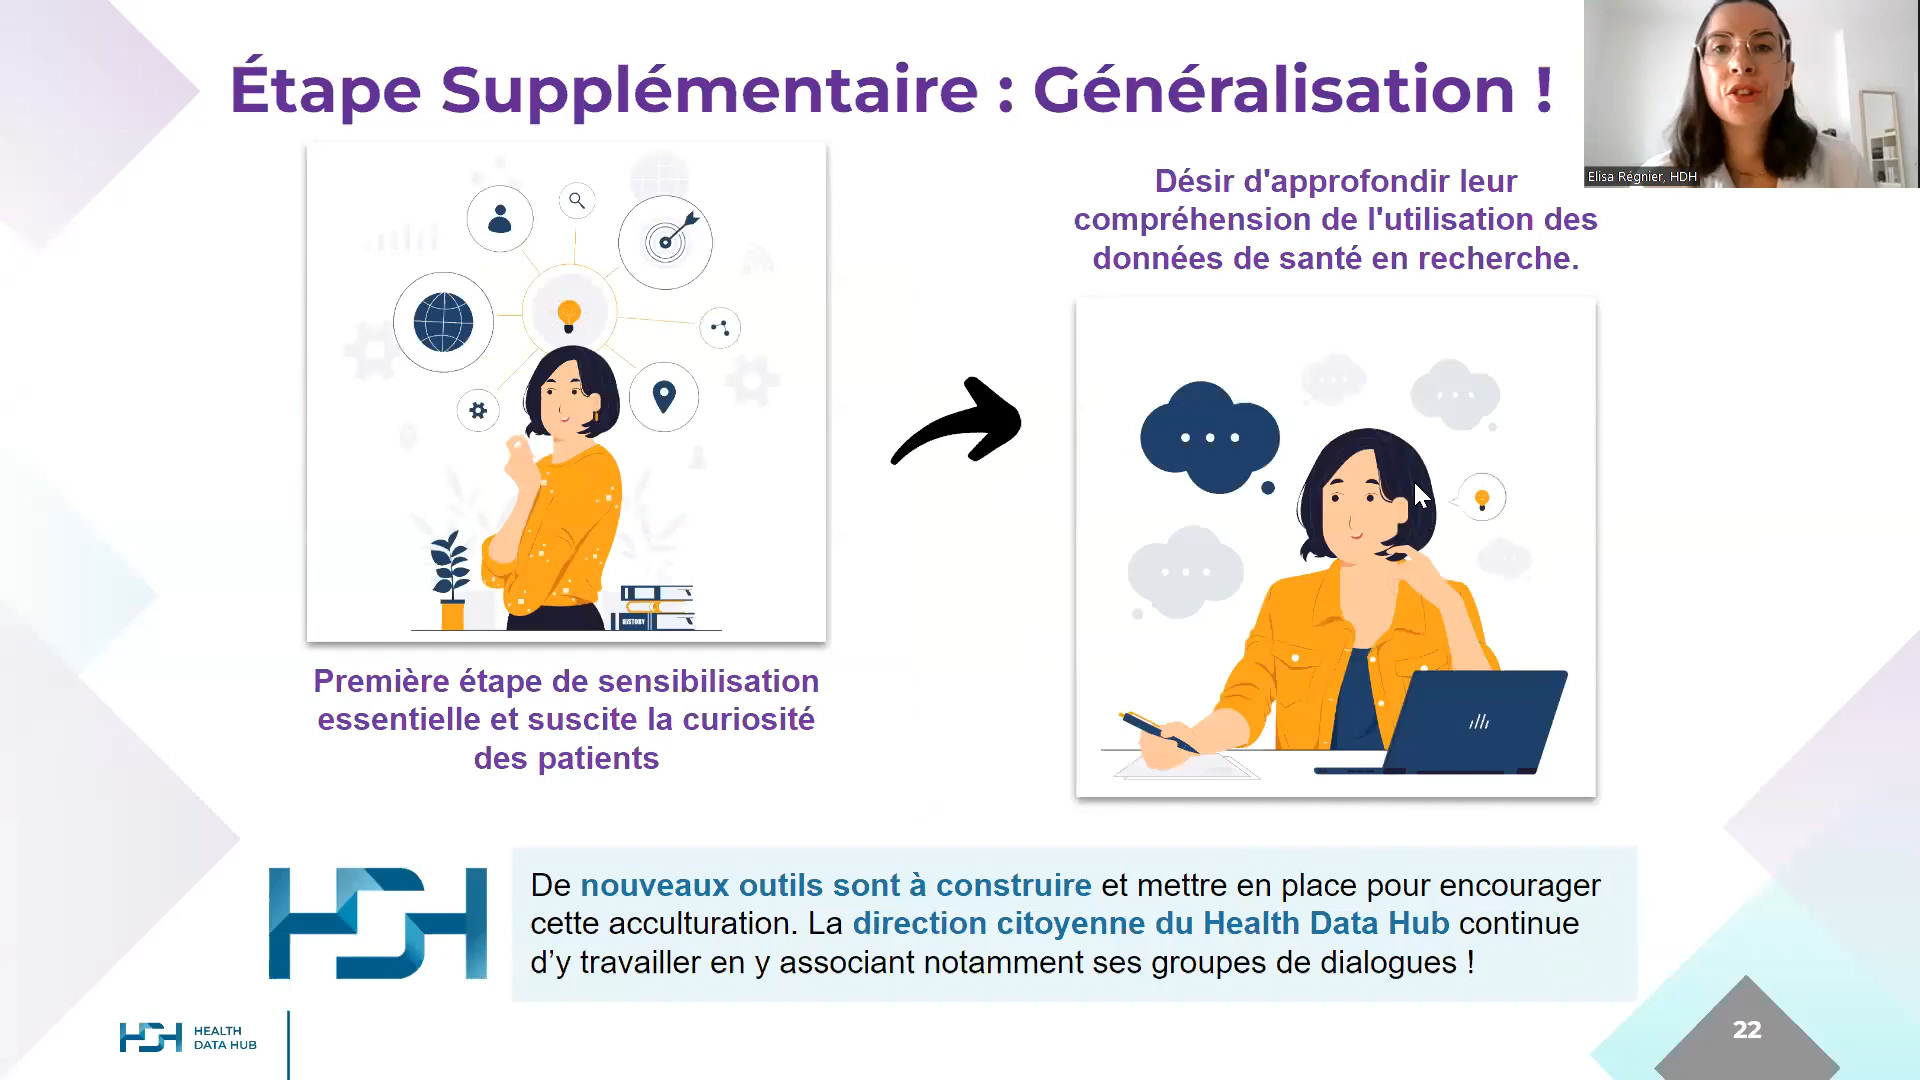 Étape Supplémentaire : Généralisation !
Elisa Régnier, HDH
Désir d'approfondir leur
compréhension de l'utilisation des
données de santé en recherche.
HISTORY
Première étape de sensibilisation
essentielle et suscite la curiosité
des patients
HDH
De nouveaux outils sont à construire et mettre en place pour encourager
cette acculturation. La direction citoyenne du Health Data Hub continue
d’y travailler en y associant notamment ses groupes de dialogues !
HDH
HEALTH
DATA HUB
22